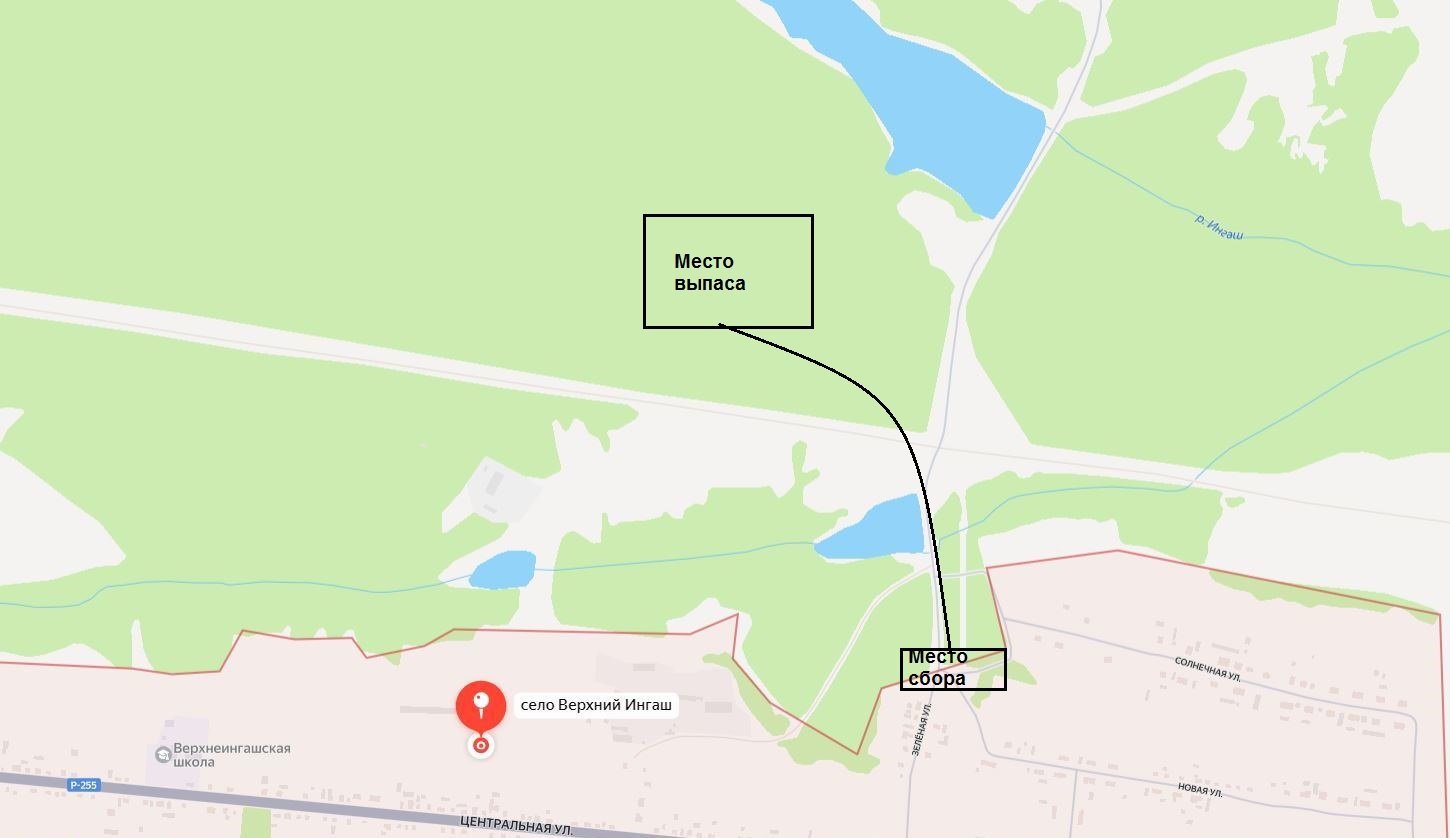 р. Ингаш
Место
выпаса
Место
сбора
СОЛНЕЧНАЯ УЛ.
село Верхний Ингаш
ЗЕЛЁНАЯ УЛ.
Верхнеингашская
школа
Р-255
НОВАЯ УЛ.
ЦЕНТРАЛЬНАЯ УЛ.